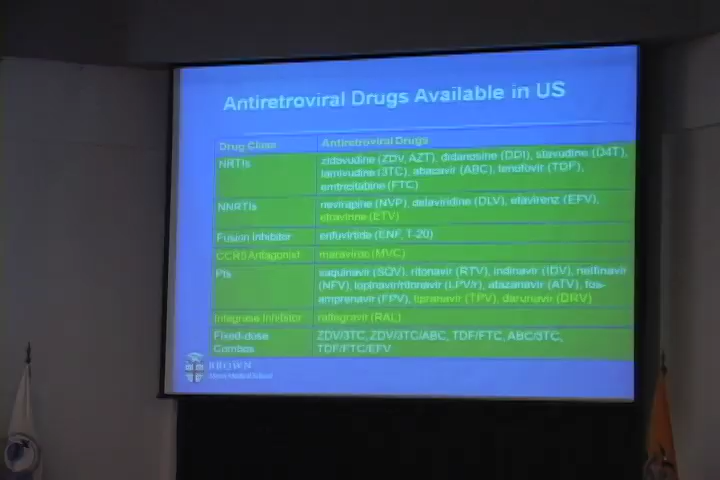 Antiretroviral Drugs Available in US
Drug Class Antiretroviral Drugs
NRTIs zidovudine (ZDV, AZT), didanosine (DDI), stavudine (D4T),
lamivudine (3TC), abacavir (ABC), tenofovir (TDF),
emtricitabine (FTC)
NNRTIs nevirapine (NVP), delaviridine (DLV), efavirenz (EFV),
etravirine (ETV)
Fusion inhibitor enfuvirtide (ENF, T-20)
CCR5 Antagonist maraviroc (MVC)
PIs saquinavir (SQV), ritonavir (RTV), indinavir (IDV), nelfinavir
(NFV), lopinavir/ritonavir (LPV/r), atazanavir (ATV), fos-
amprenavir (FPV), tipranavir (TPV), darunavir (DRV)
Integrase Inhibitor raltegravir (RAL)
Fixed-dose ZDV/3TC, ZDV/3TC/ABC, TDF/FTC, ABC/3TC,
Combos TDF/FTC/EFV
BROWN
Medical School